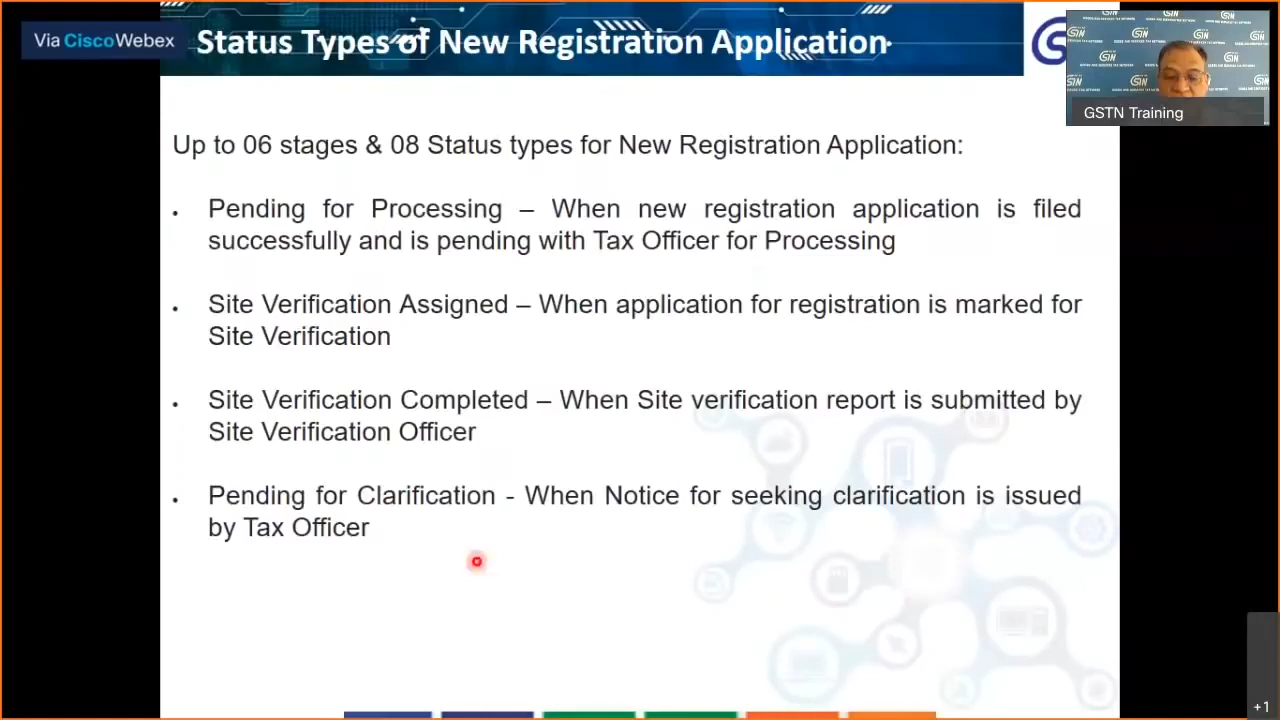 Via Cisco Webex
Status Types of New Registration Application
GSTN Training
Up to 06 stages & 08 Status types for New Registration Application:
• Pending for Processing – When new registration application is filed
successfully and is pending with Tax Officer for Processing
• Site Verification Assigned – When application for registration is marked for
Site Verification
• Site Verification Completed – When Site verification report is submitted by
Site Verification Officer
• Pending for Clarification - When Notice for seeking clarification is issued
by Tax Officer
+1